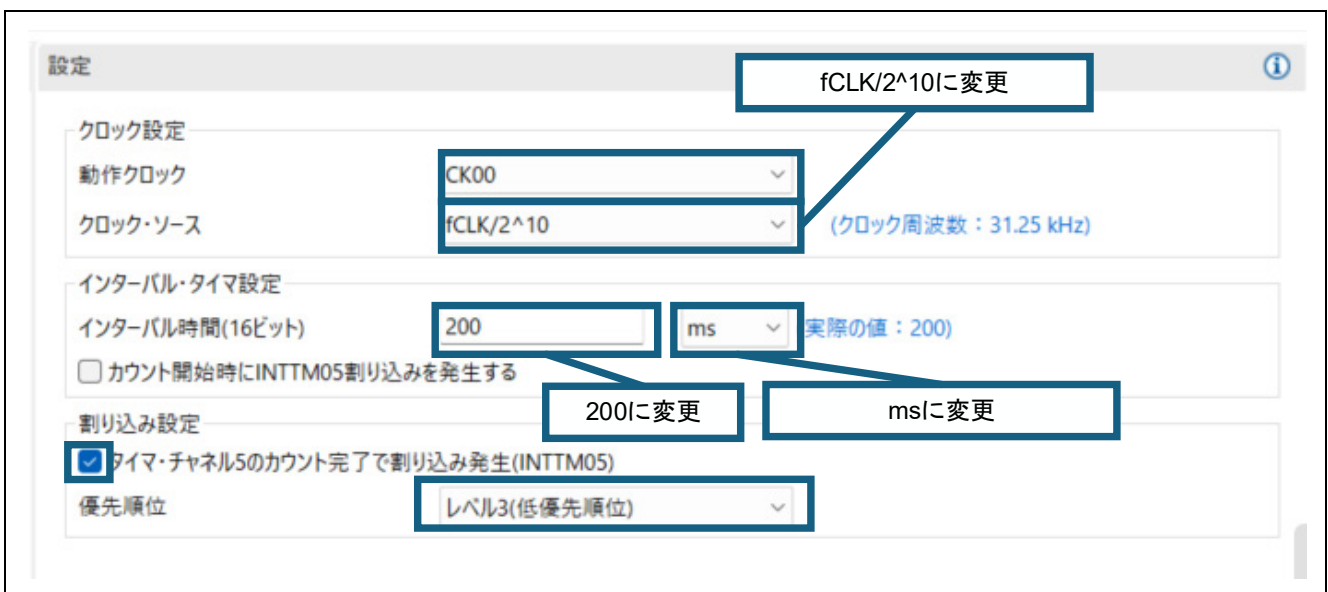 設定
fCLK/2^10に変更
クロック設定
動作クロック CK00
クロック・ソース fCLK/2^10 (クロック周波数：31.25 kHz)
インターバル・タイマ設定
インターバル時間(16ビット) 200 ms 実際の値：200)
カウント開始時にINTTM05割り込みを発生する
200に変更 msに変更
割り込み設定
タイマ・チャネル5のカウント完了で割り込み発生(INTTM05)
優先順位 レベル3(低優先順位)